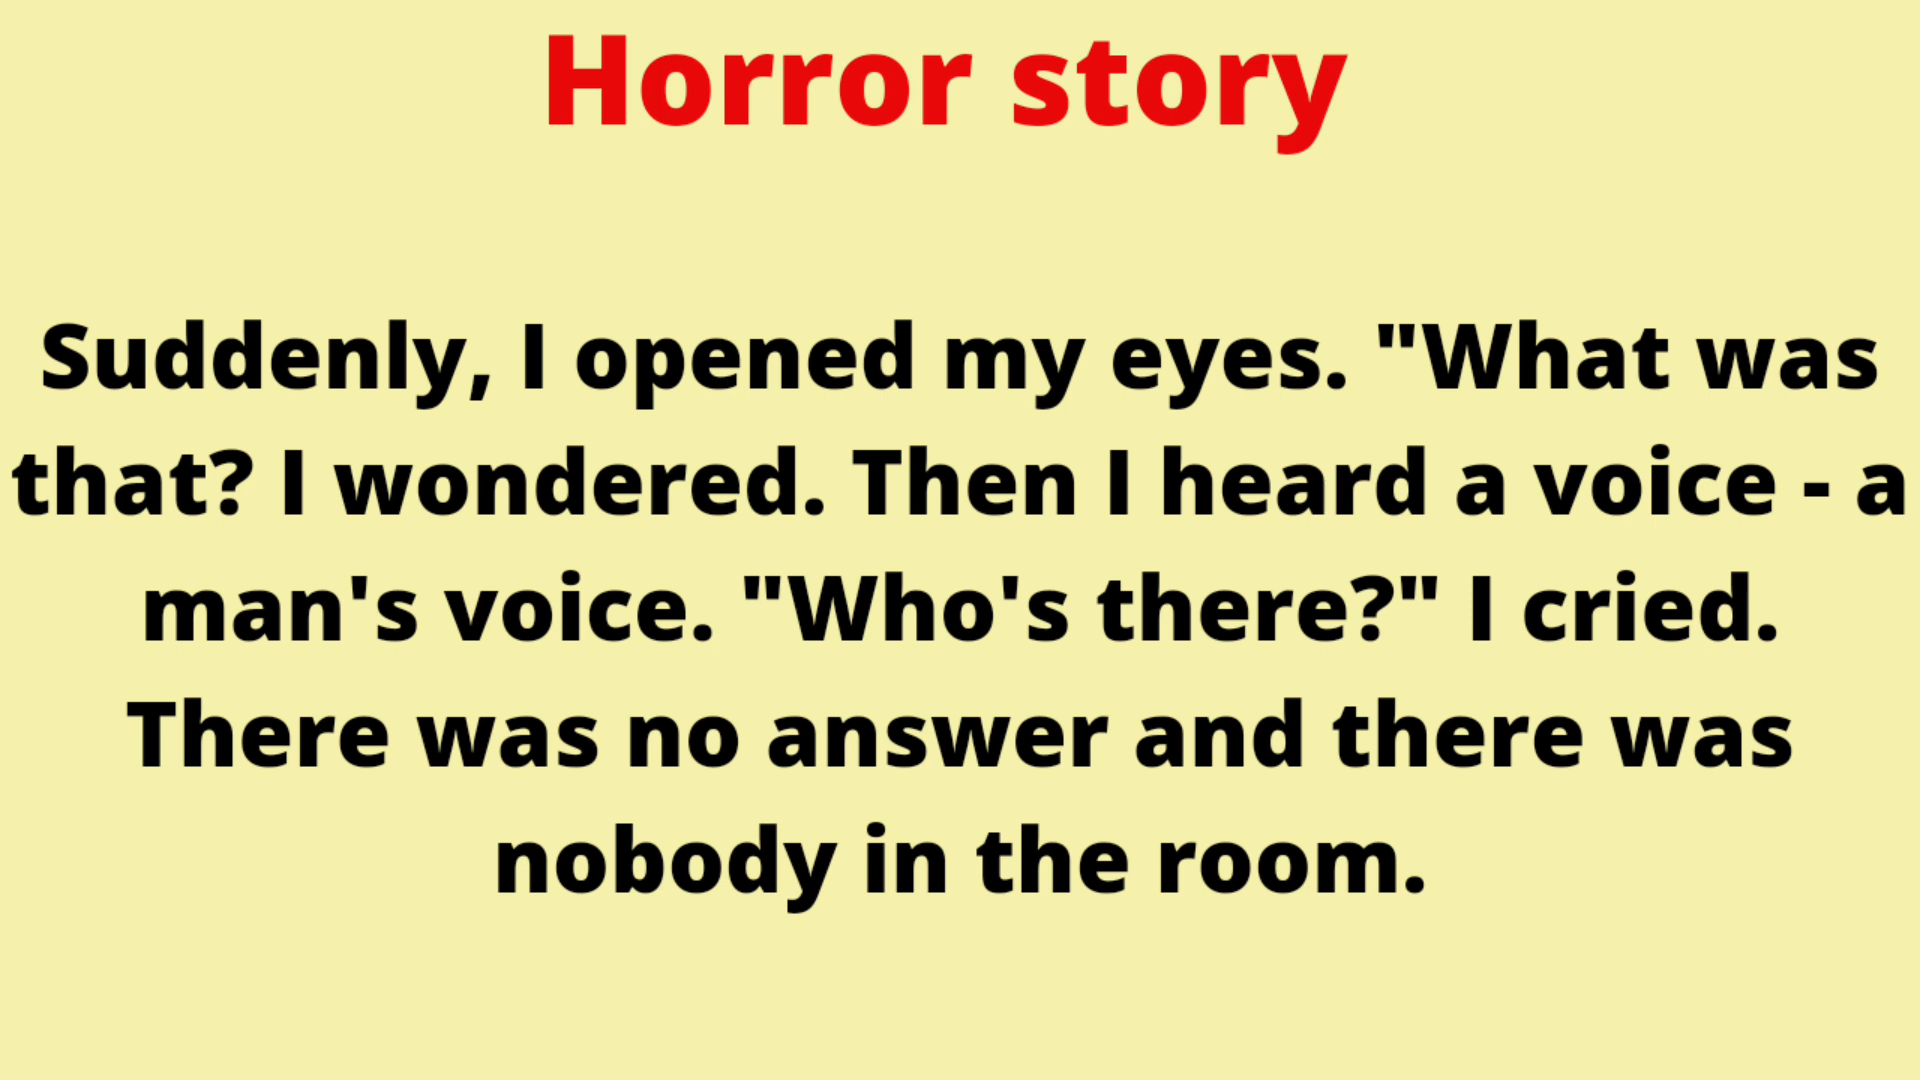 Horror story
Suddenly, I opened my eyes. "What was
that? I wondered. Then I heard a voice - a
man's voice. "Who's there?" I cried.
There was no answer and there was
nobody in the room.